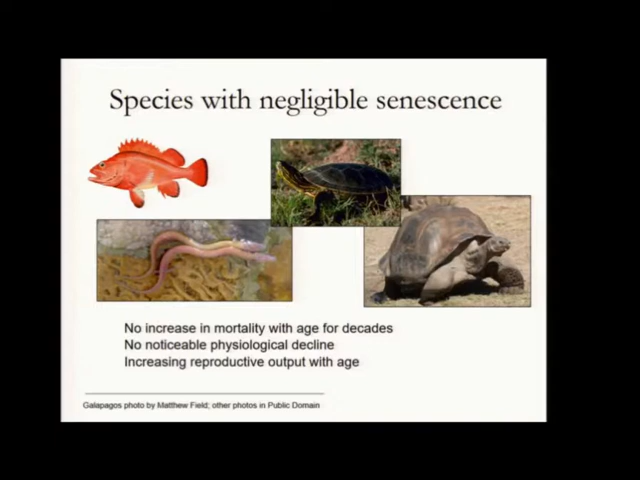 Species with negligible senescence
No increase in mortality with age for decades
No noticeable physiological decline
Increasing reproductive output with age
Galapagos photo by Matthew Field; other photos in Public Domain